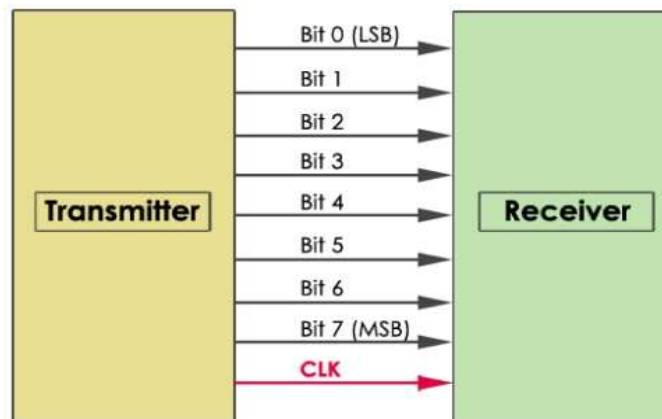 Transmitter
Bit 0 (LSB)
Bit 1
Bit 2
Bit 3
Bit 4
Bit 5
Bit 6
Bit 7 (MSB)
CLK
Receiver